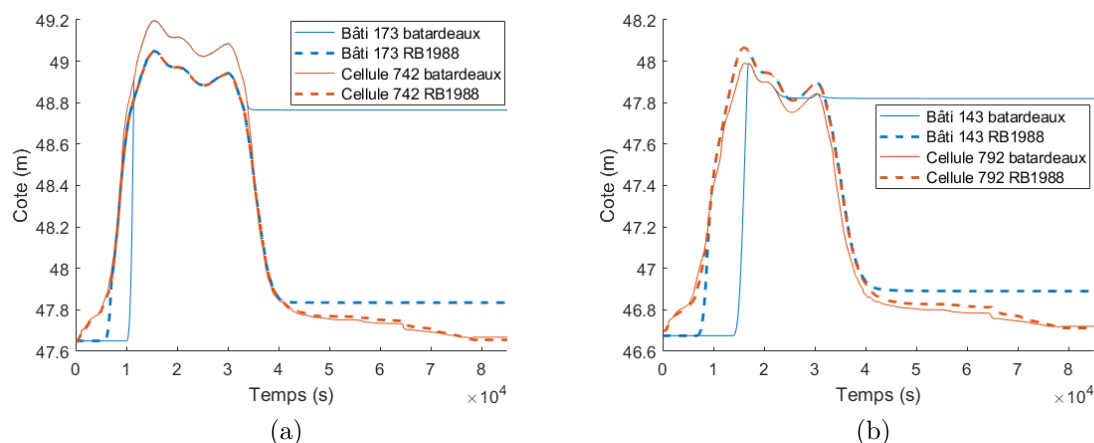 49.2
49
48.8
48.6
48.4
48.2
48
47.8
47.6
Cote (m)
0 1 2 3 4 5 6 7 8
Temps (s)
×10⁴
Bâti 173 batardeaux
Bâti 173 RB1988
Cellule 742 batardeaux
Cellule 742 RB1988
(a)
48.2
48
47.8
47.6
47.4
47.2
47
46.8
46.6
Cote (m)
0 1 2 3 4 5 6 7 8
Temps (s)
×10⁴
Bâti 143 batardeaux
Bâti 143 RB1988
Cellule 792 batardeaux
Cellule 792 RB1988
(b)